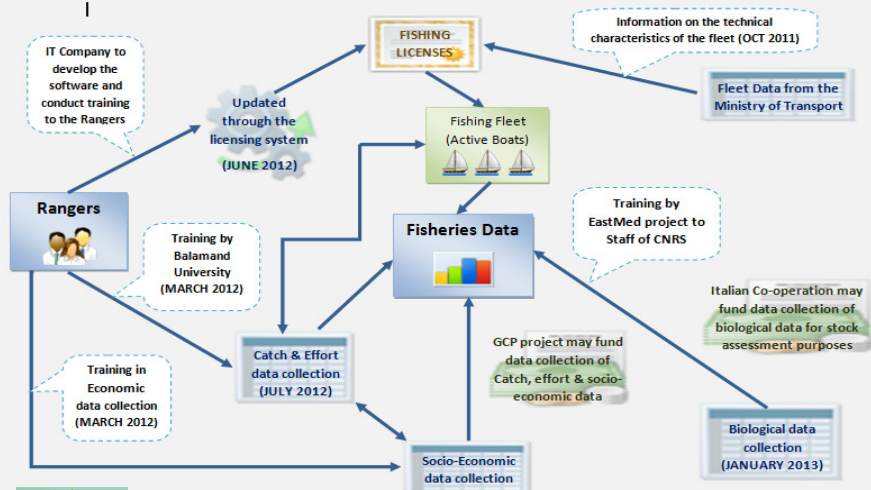 FISHING
LICENSES
Information on the technical
characteristics of the fleet (OCT 2011)
IT Company to
develop the
software and
conduct training
to the Rangers
Updated
through the
licensing system
(JUNE 2012)
Fleet Data from the
Ministry of Transport
Fishing Fleet
(Active Boats)
Rangers
Training by
Balamand
University
(MARCH 2012)
Fisheries Data
Training by
EastMed project to
Staff of CNRS
Italian Co-operation may
fund data collection of
biological data for stock
assessment purposes
Catch & Effort
data collection
(JULY 2012)
GCP project may fund
data collection of
Catch, effort & socio-
economic data
Training in
Economic
data collection
(MARCH 2012)
Biological data
collection
(JANUARY 2013)
Socio-Economic
data collection